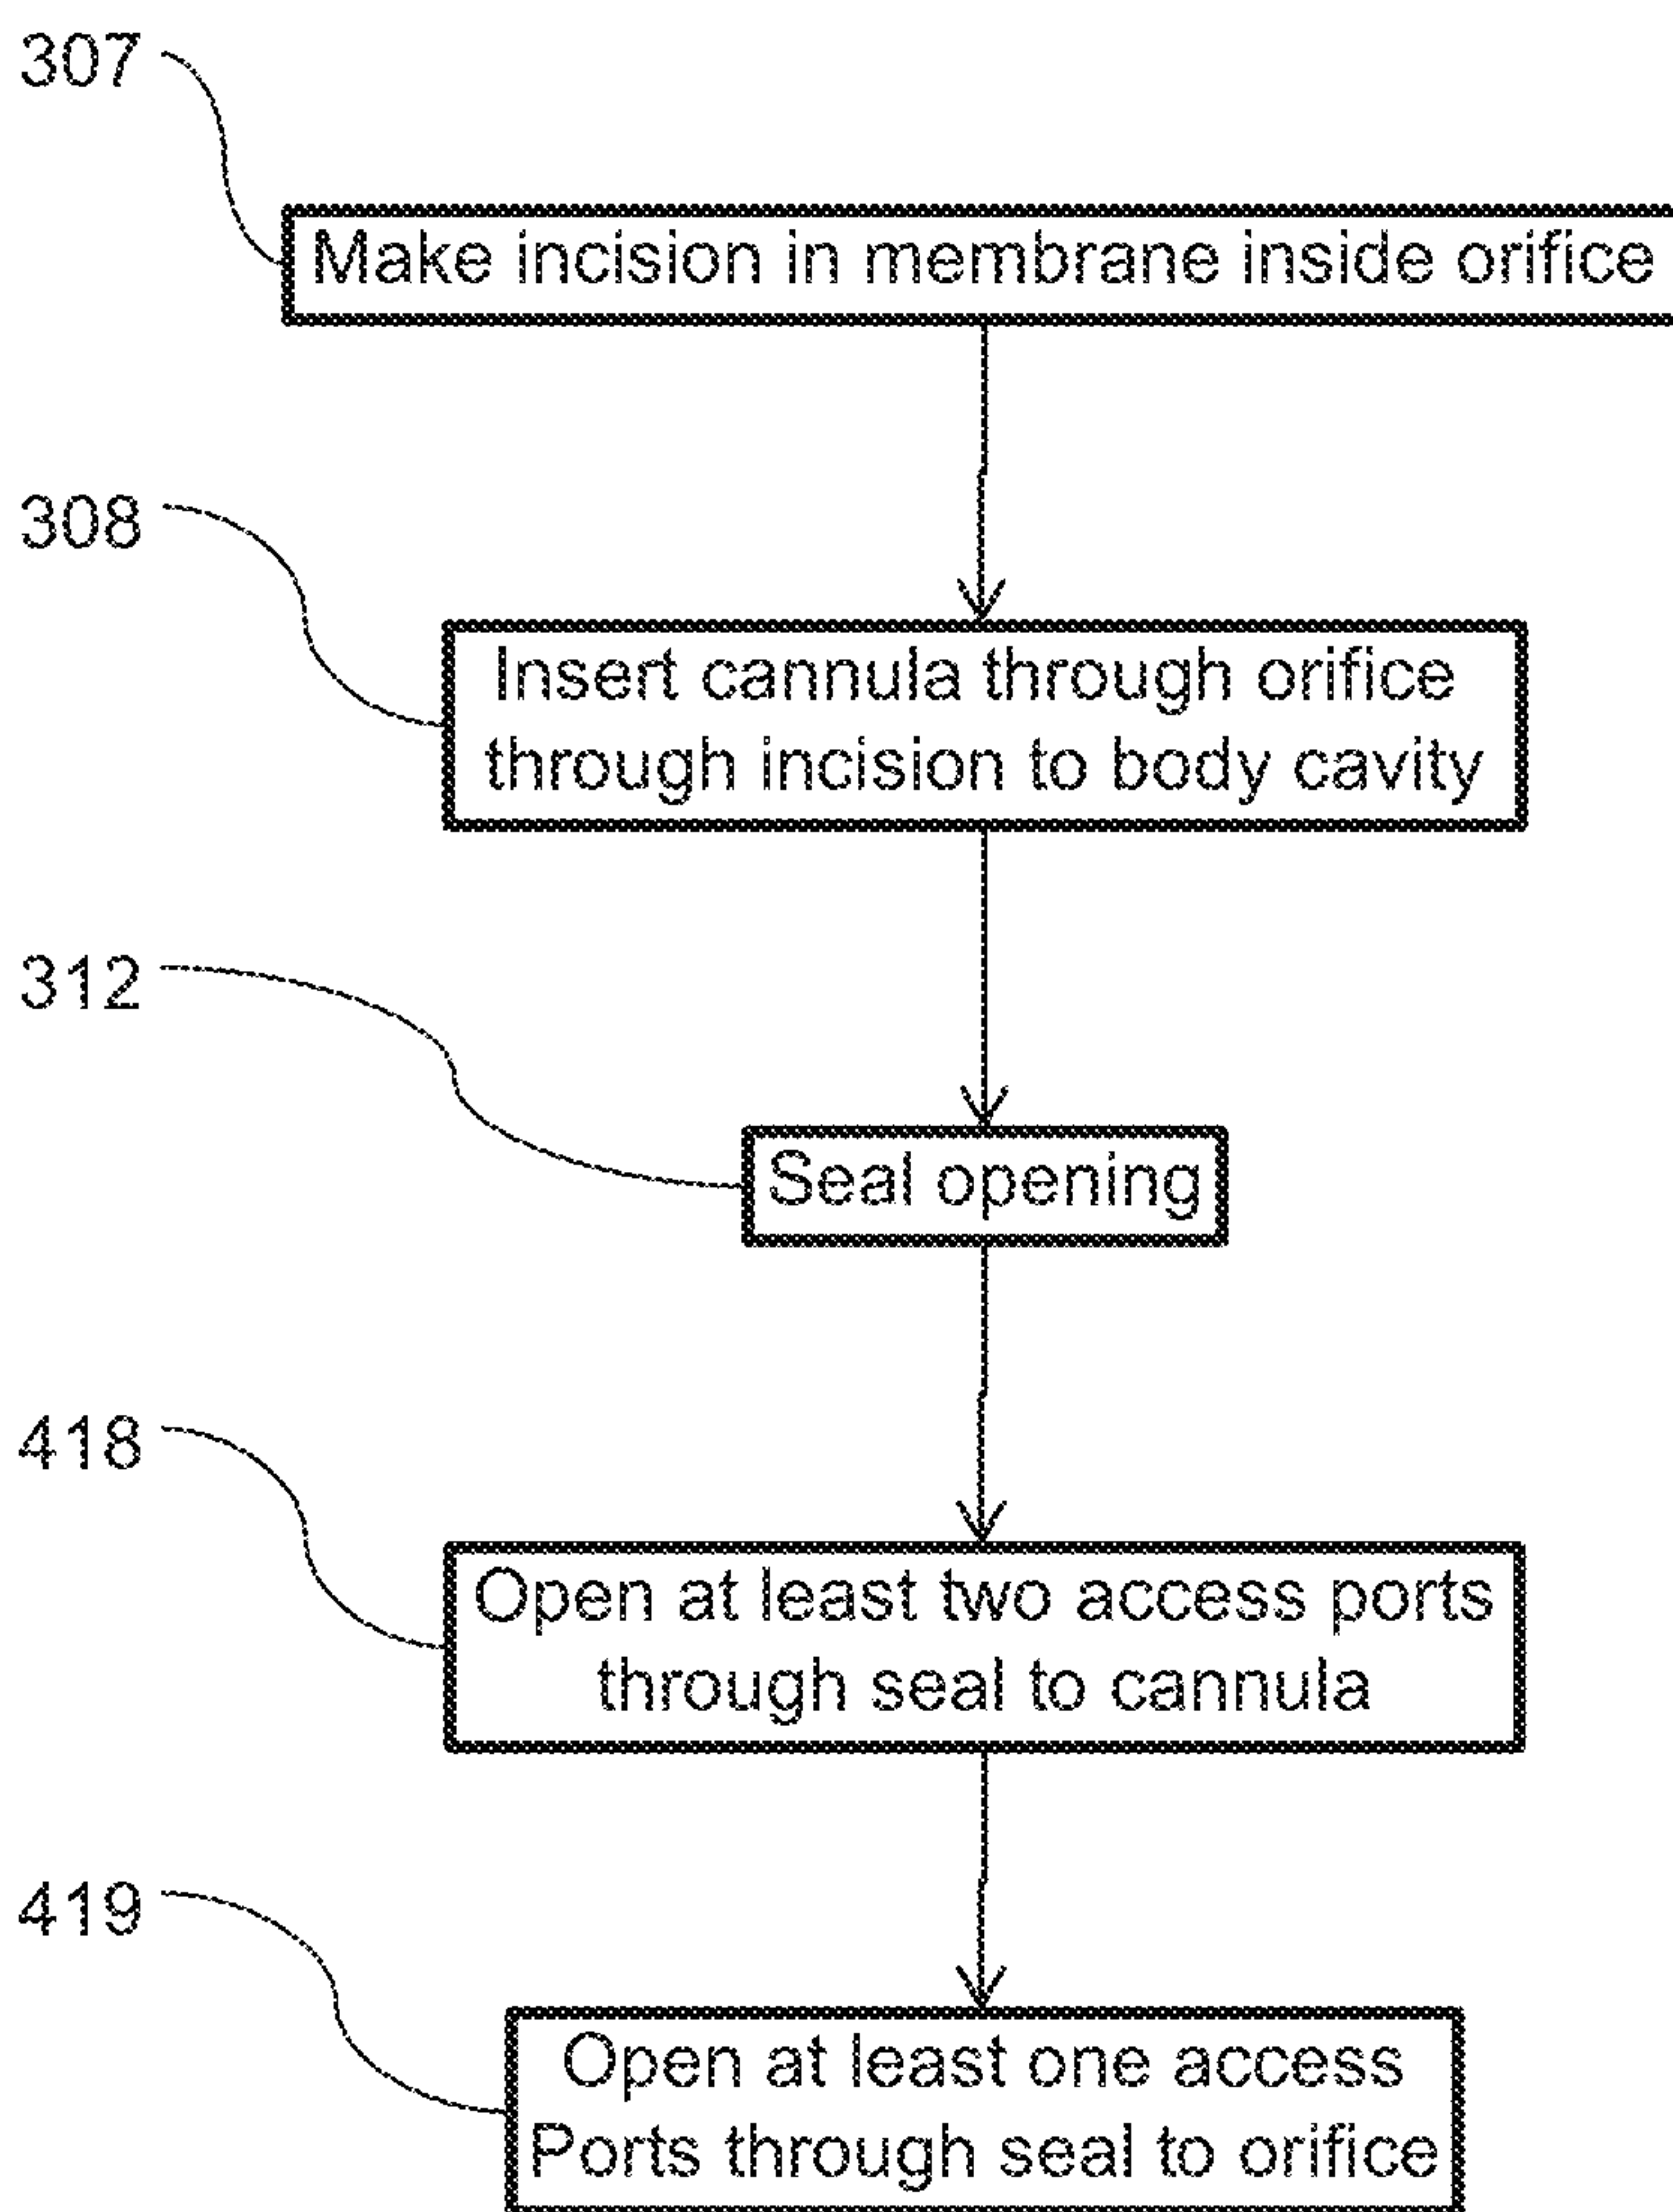 307
Make incision in membrane inside orifice
308
Insert cannula through orifice
through incision to body cavity
312
Seal opening
418
Open at least two access ports
through seal to cannula
419
Open at least one access
Ports through seal to orifice